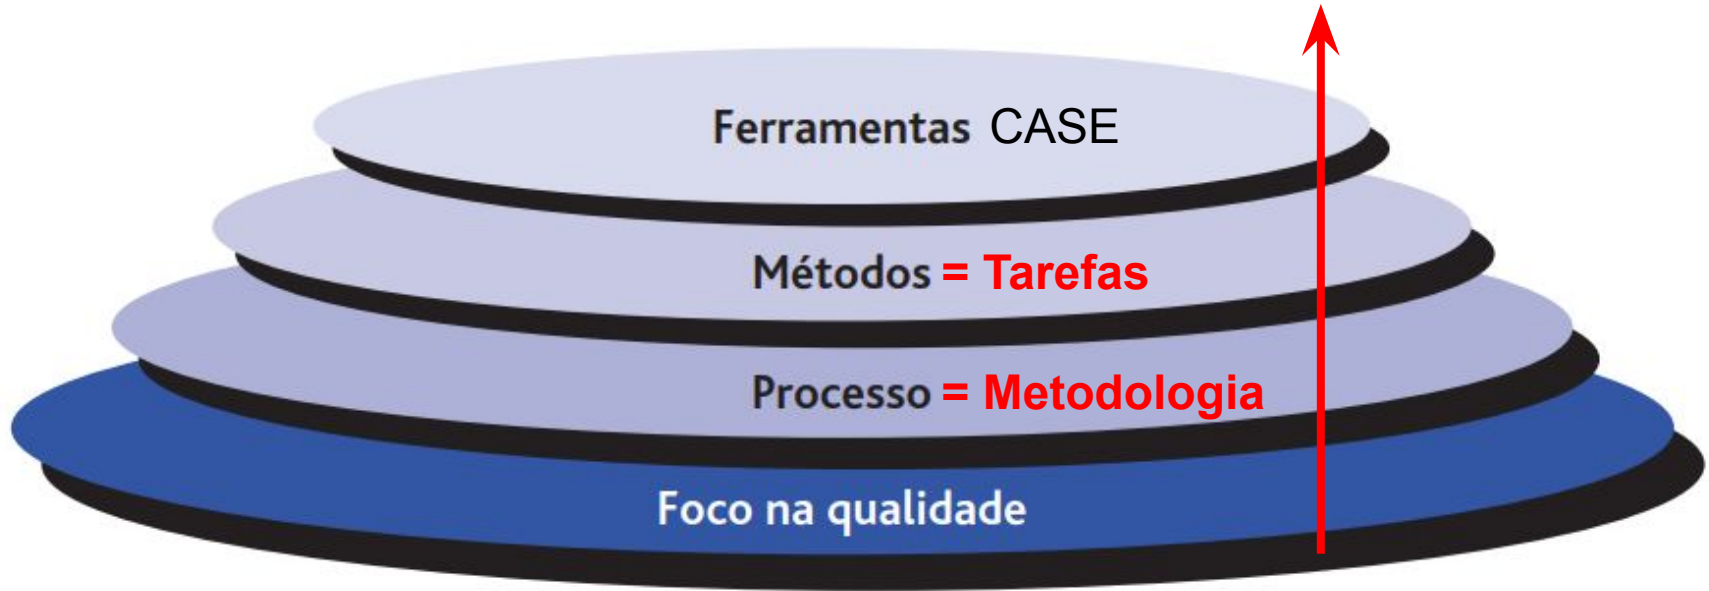 Ferramentas CASE
Métodos = Tarefas
Processo = Metodologia
Foco na qualidade